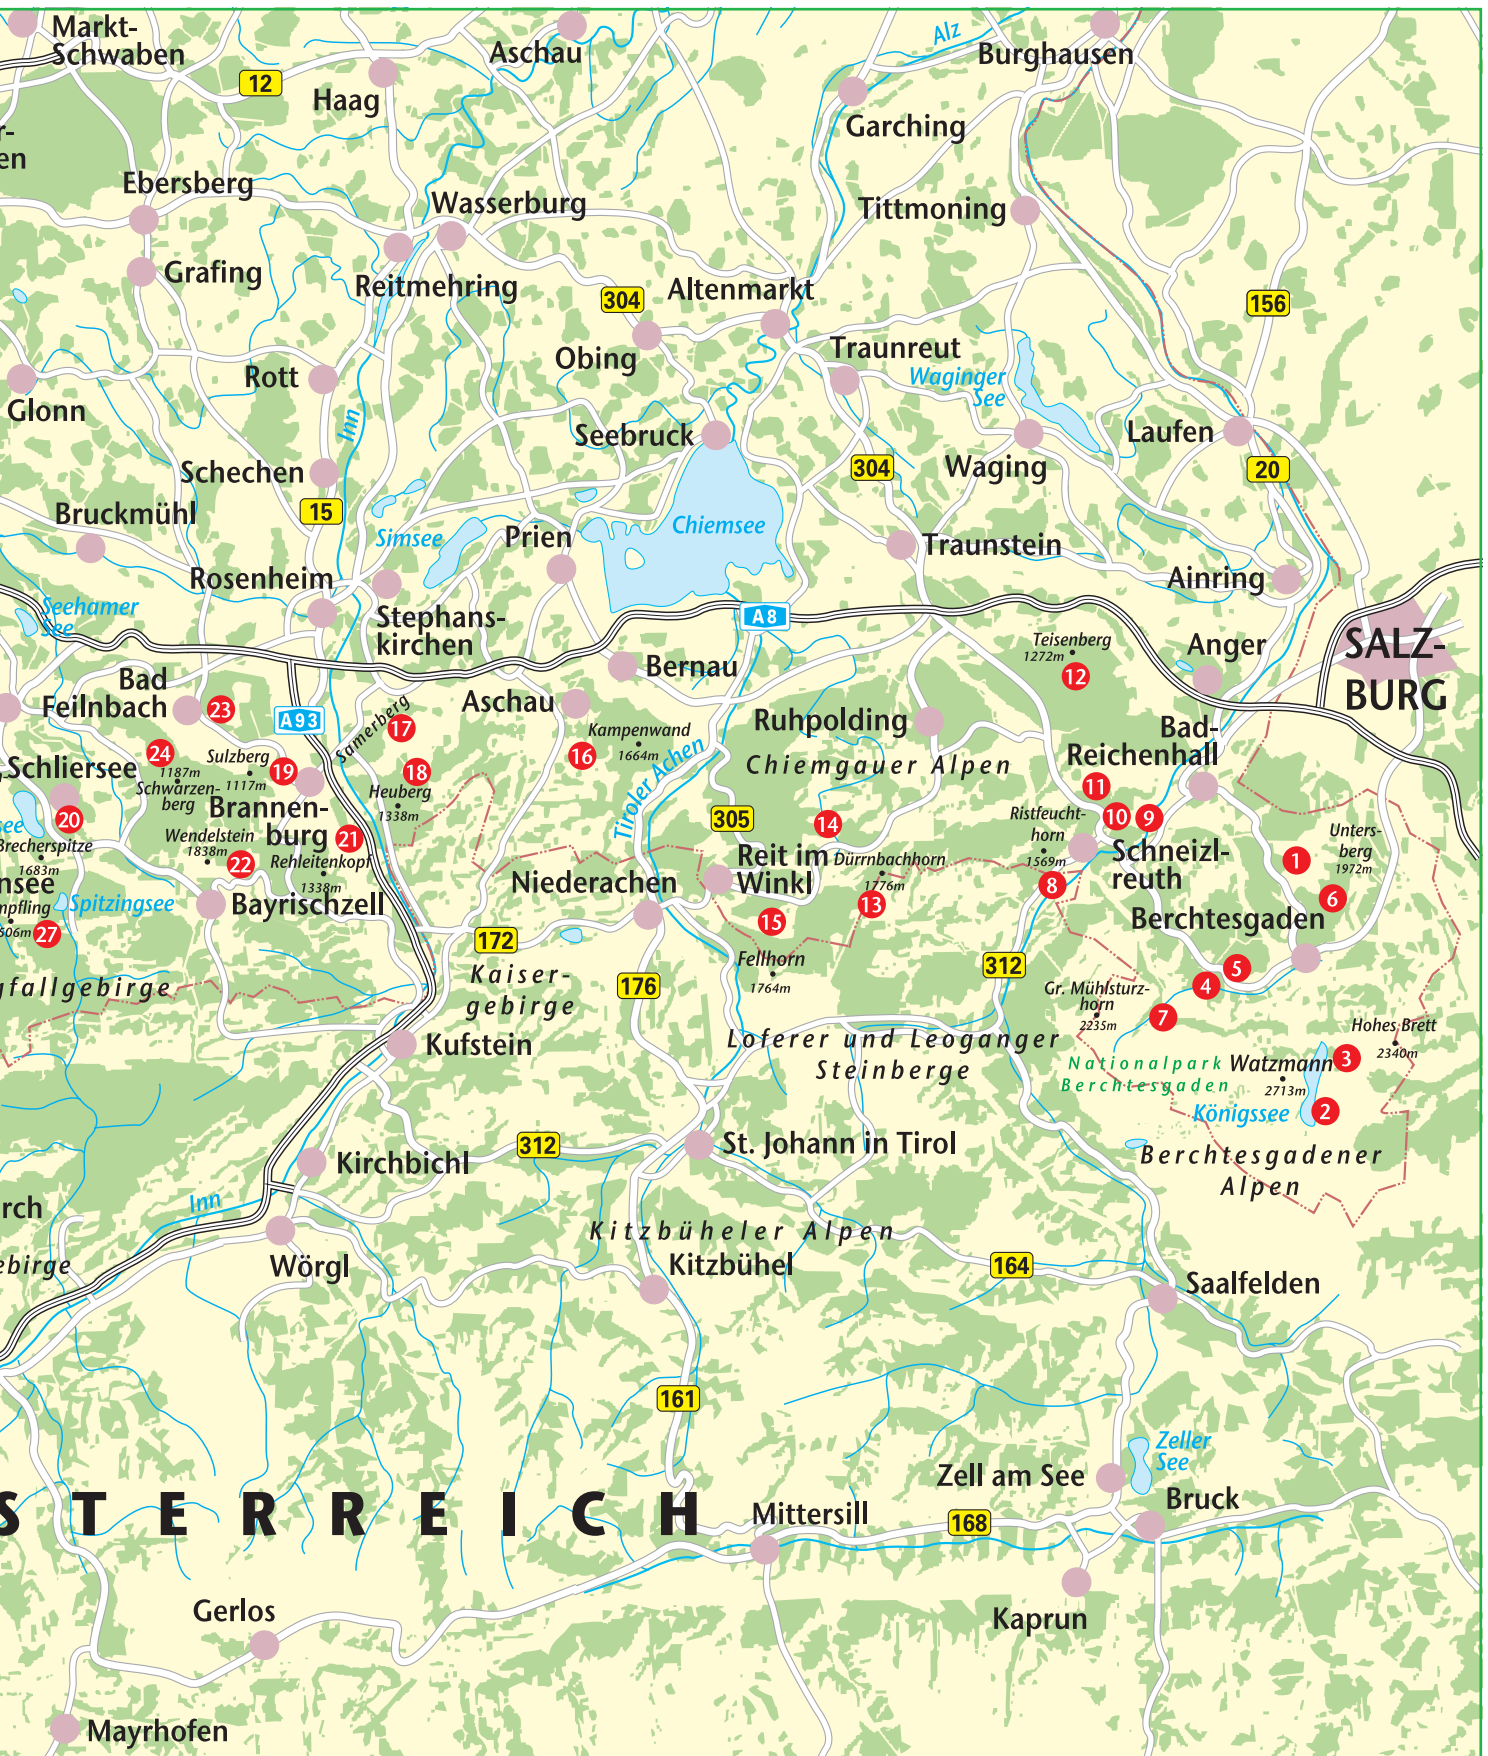 Markt-
Schwaben
Aschau
Alz
Burghausen
12
Haag
Garching
r-
en
Ebersberg
Wasserburg
Tittmoning
Grafing
Reitmehring
304
Altenmarkt
156
Obing
Traunreut
Rott
Waginger
See
Glonn
Inn
Seebruck
Laufen
Schechen
304
Waging
20
Bruckmühl
15
Simsee
Prien
Chiemsee
Traunstein
Rosenheim
Ainring
Seehamer
See
Stephans-
kirchen
A8
Teisenberg
1272m
Anger
SALZ-
BURG
12
Bernau
Bad
Feilnbach
23
A93
Samerberg
17
Aschau
Kampenwand
1664m
16
Ruhpolding
Bad-
Reichenhall
Tiroler Achen
Chiemgauer Alpen
24
Sulzberg
1117m
19
18
Schliersee
1187m
Schwarzen-
berg
Heuberg
1338m
11
Brannen-
burg
20
see
21
305
14
Ristfeucht-
horn
1569m
10
9
Brecherspitze
1683m
Wendelstein
1838m
22
Rehleitenkopf
1338m
Reit im
Winkl
Dürrnbachhorn
1776m
Schneizl-
reuth
Unters-
berg
1972m
1
nsee
Niederachen
8
6
mpfling
506m
27
Spitzingsee
Bayrischzell
13
15
Berchtesgaden
172
Fellhorn
1764m
312
5
4
gfallgebirge
Kaiser-
gebirge
176
Gr. Mühlsturz-
horn
2235m
7
Kufstein
Loferer und Leoganger
Steinberge
Hohes Brett
2340m
Nationalpark
Berchtesgaden
Watzmann
2713m
3
Königssee
2
312
St. Johann in Tirol
Kirchbichl
Berchtesgadener
Alpen
Inn
rch
Kitzbüheler Alpen
ebirge
Wörgl
Kitzbühel
164
Saalfelden
161
Zeller
See
Zell am See
Bruck
STERREICH
Mittersill
168
Gerlos
Kaprun
Mayrhofen